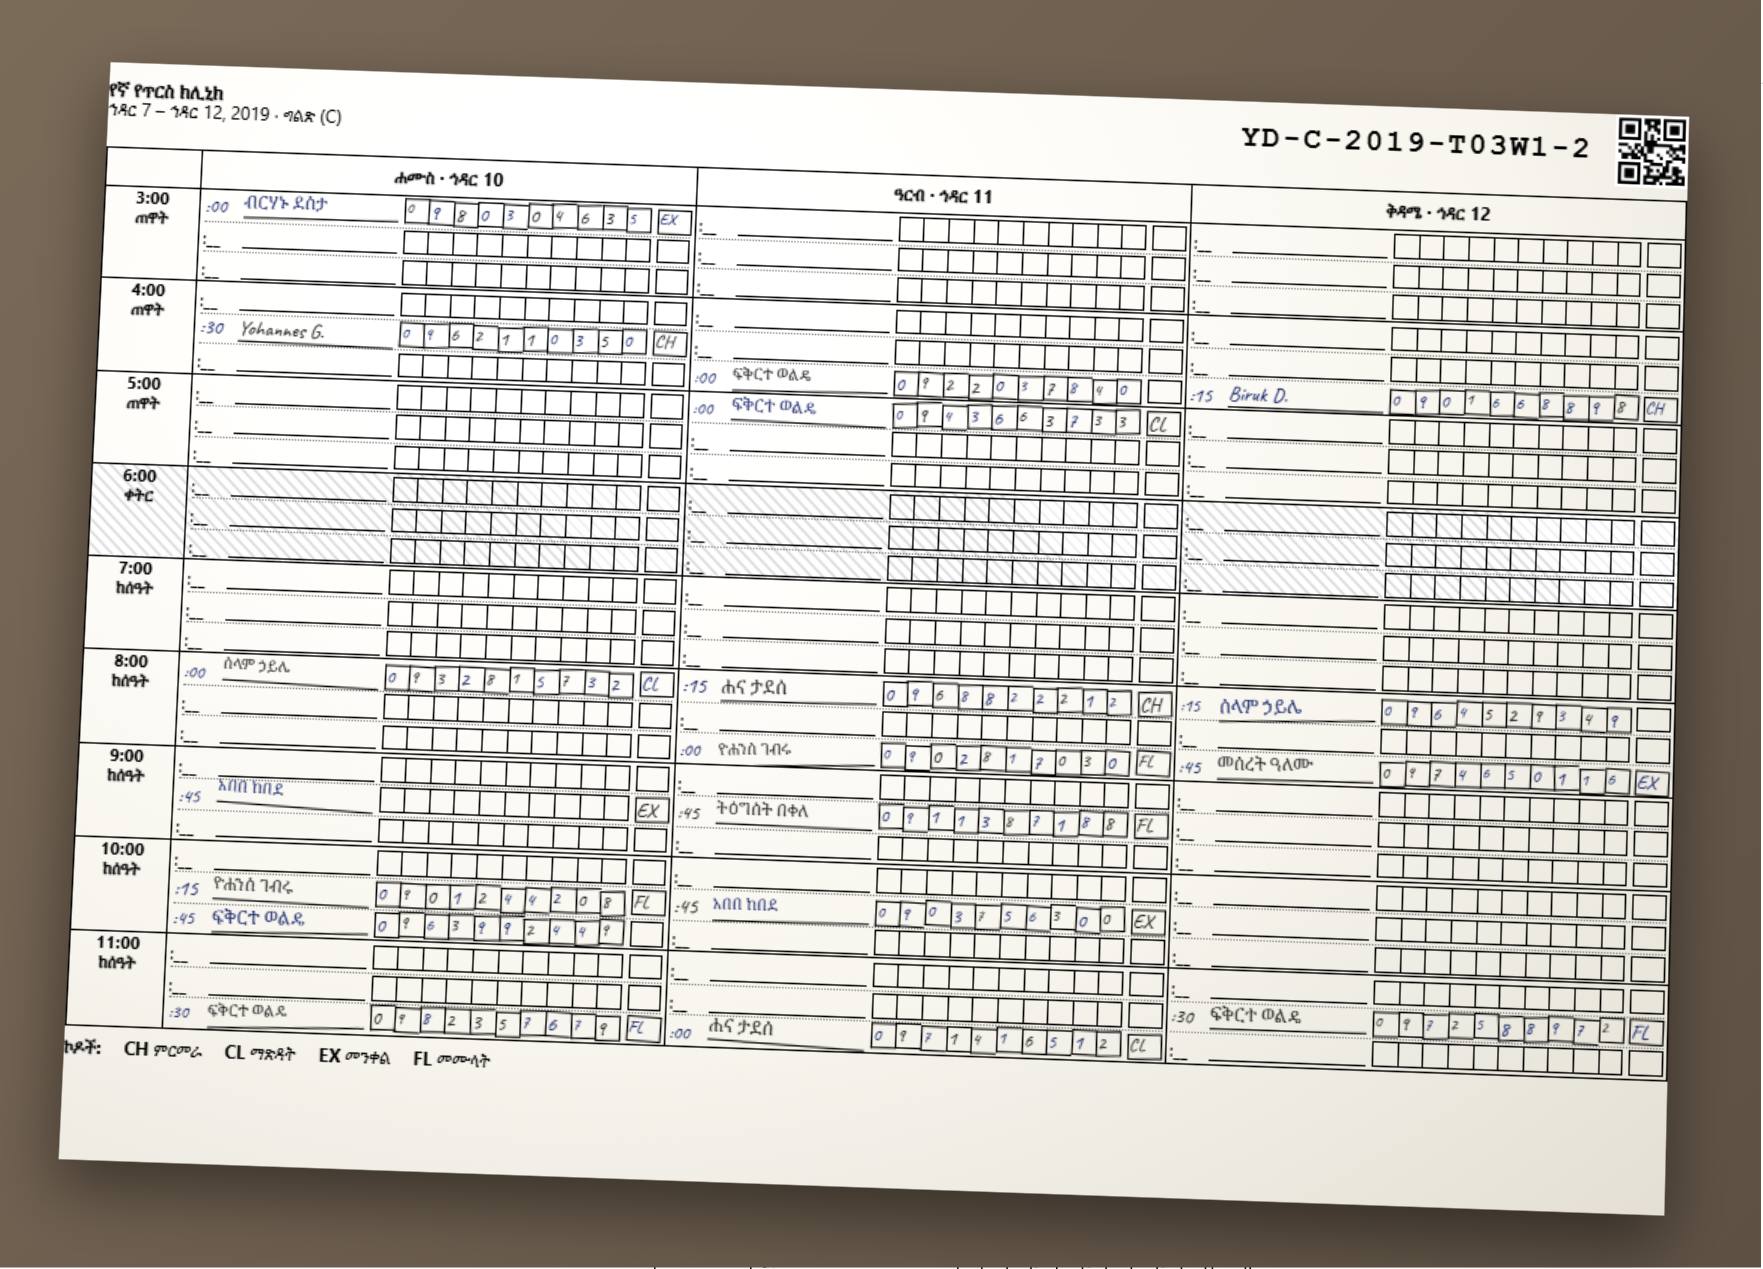 የኛ የጥርስ ክሊኒክ
ኅዳር 7 – ኅዳር 12, 2019 · ግልጽ (C)
YD-C-2019-T03W1-2
ሐሙስ · ኅዳር 10
ዓርብ · ኅዳር 11
ቅዳሜ · ኅዳር 12
3:00
ጠዋት
:00 ብርሃኑ ደስታ 0980304635 EX
4:00
ጠዋት
:30 Yohannes G. 0962110350 CH
:00 ፍቅርተ ወልዴ 0922037840
:15 Biruk D. 0901668898 CH
5:00
ጠዋት
:00 ፍቅርተ ወልዴ 0943663733 CL
6:00
ቀትር
7:00
ከሰዓት
8:00
ከሰዓት
:00 ሰላም ኃይሌ 0932815732 CL
:15 ሐና ታደሰ 0968822212 CH
:15 ሰላም ኃይሌ 0964529349
:00 ዮሐንስ ገብሩ 0902817030 FL
:45 መሰረት ዓለሙ 0974650116 EX
9:00
ከሰዓት
:45 አበበ ከበደ EX
:45 ትዕግስት በቀለ 0911387188 FL
10:00
ከሰዓት
:15 ዮሐንስ ገብሩ 0901244208 FL
:45 አበበ ከበደ 0903756300 EX
:45 ፍቅርተ ወልዴ 0963992449
11:00
ከሰዓት
:30 ፍቅርተ ወልዴ 0972588972 FL
:30 ፍቅርተ ወልዴ 0982357679 FL
:00 ሐና ታደሰ 0971416512 CL
ኮዶች: CH ምርመራ CL ማጽዳት EX መንቀል FL መሙላት